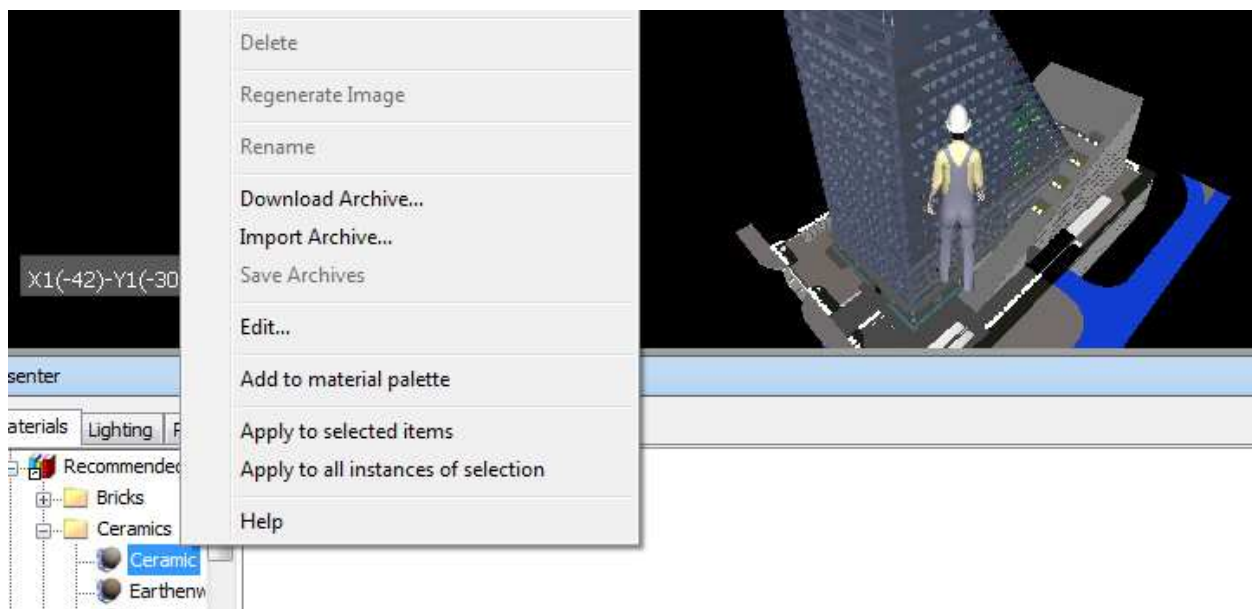 Delete
Regenerate Image
Rename
Download Archive...
Import Archive...
Save Archives
X1(-42)-Y1(-30
Edit...
senter
Add to material palette
aterials Lighting
Apply to selected items
Recommended
Apply to all instances of selection
Bricks
Ceramics
Help
Ceramic
Earthenw